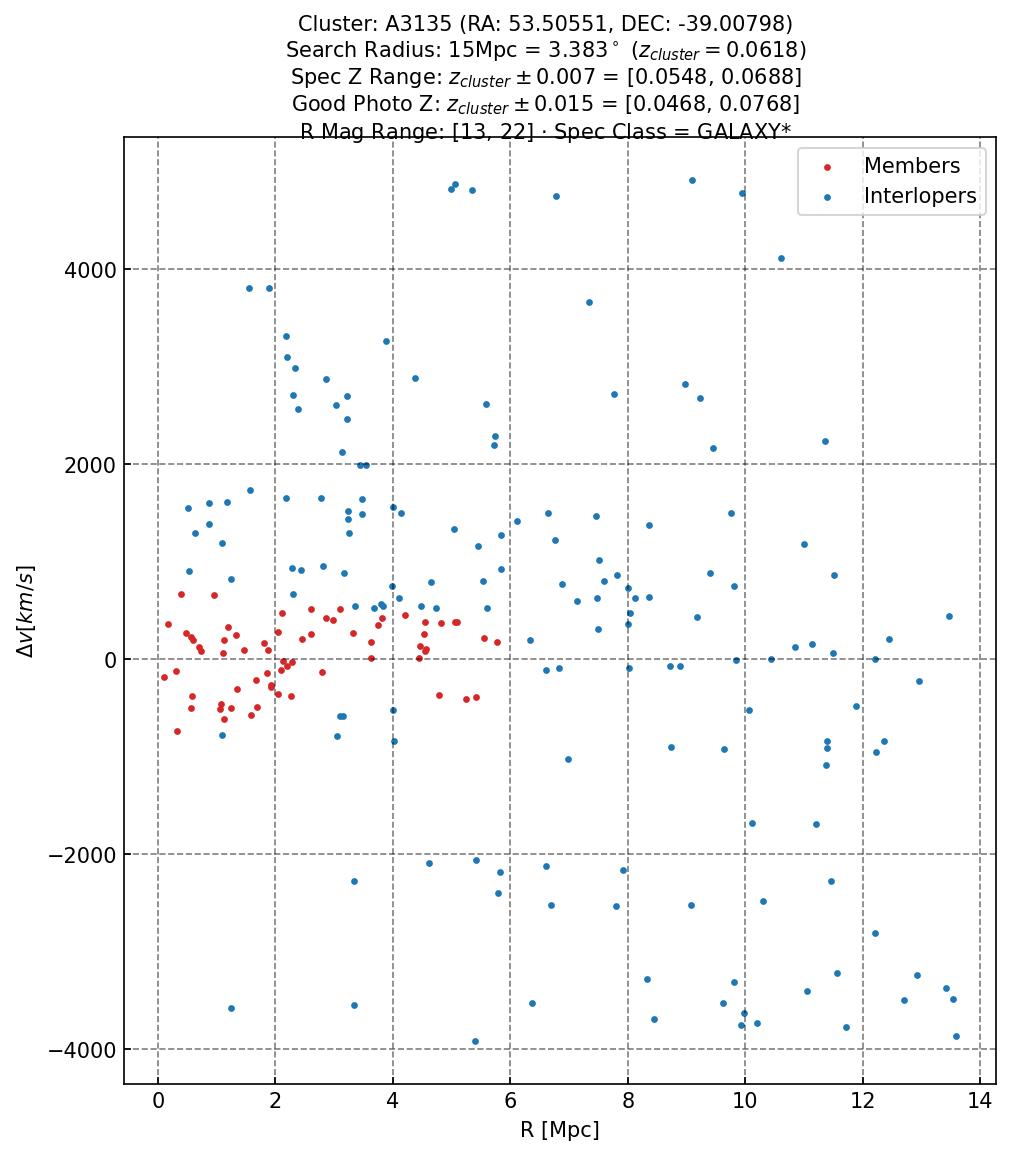 Cluster: A3135 (RA: 53.50551, DEC: -39.00798)
Search Radius: 15Mpc = 3.383° (z_cluster = 0.0618)
Spec Z Range: z_cluster ± 0.007 = [0.0548, 0.0688]
Good Photo Z: z_cluster ± 0.015 = [0.0468, 0.0768]
R Mag Range: [13, 22] · Spec Class = GALAXY*
Members
Interlopers
4000
2000
0
−2000
−4000
Δv[km/s]
0 2 4 6 8 10 12 14
R [Mpc]